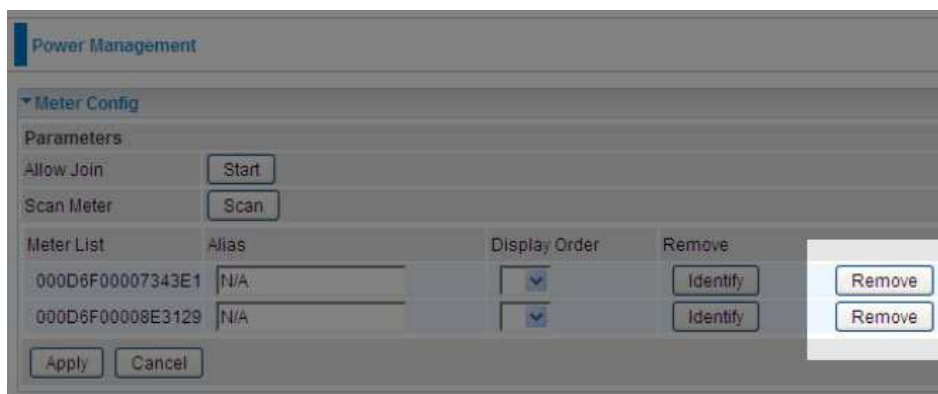 Power Management
Meter Config
Parameters
Allow Join Start
Scan Meter Scan
Meter List Alias Display Order Remove
000D6F00007343E1 N/A Identify Remove
000D6F00008E3129 N/A Identify Remove
Apply Cancel